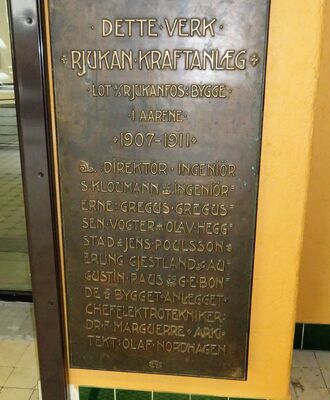 DETTE · VERK
RJUKAN · KRAFTANLÆG
LOT A/S RJUKANFOS · BYGGE
· I AARENE ·
1907-1911
DIREKTØR · INGENIØR
S · KLOUMANN INGENIØR=
ERNE: GREGUS · GREGUS=
SEN · VOGTER OLAV · HEGG=
STAD JENS · POULSSON
ERLING GJESTLAND AU=
GUSTIN · PAUS G · E · BON=
DE BYGGET · ANLEGGET ·
CHEFELEKTROTEKNIKER:
DR · F · MARGUERRE · ARKI=
TEKT: OLAF · NORDHAGEN